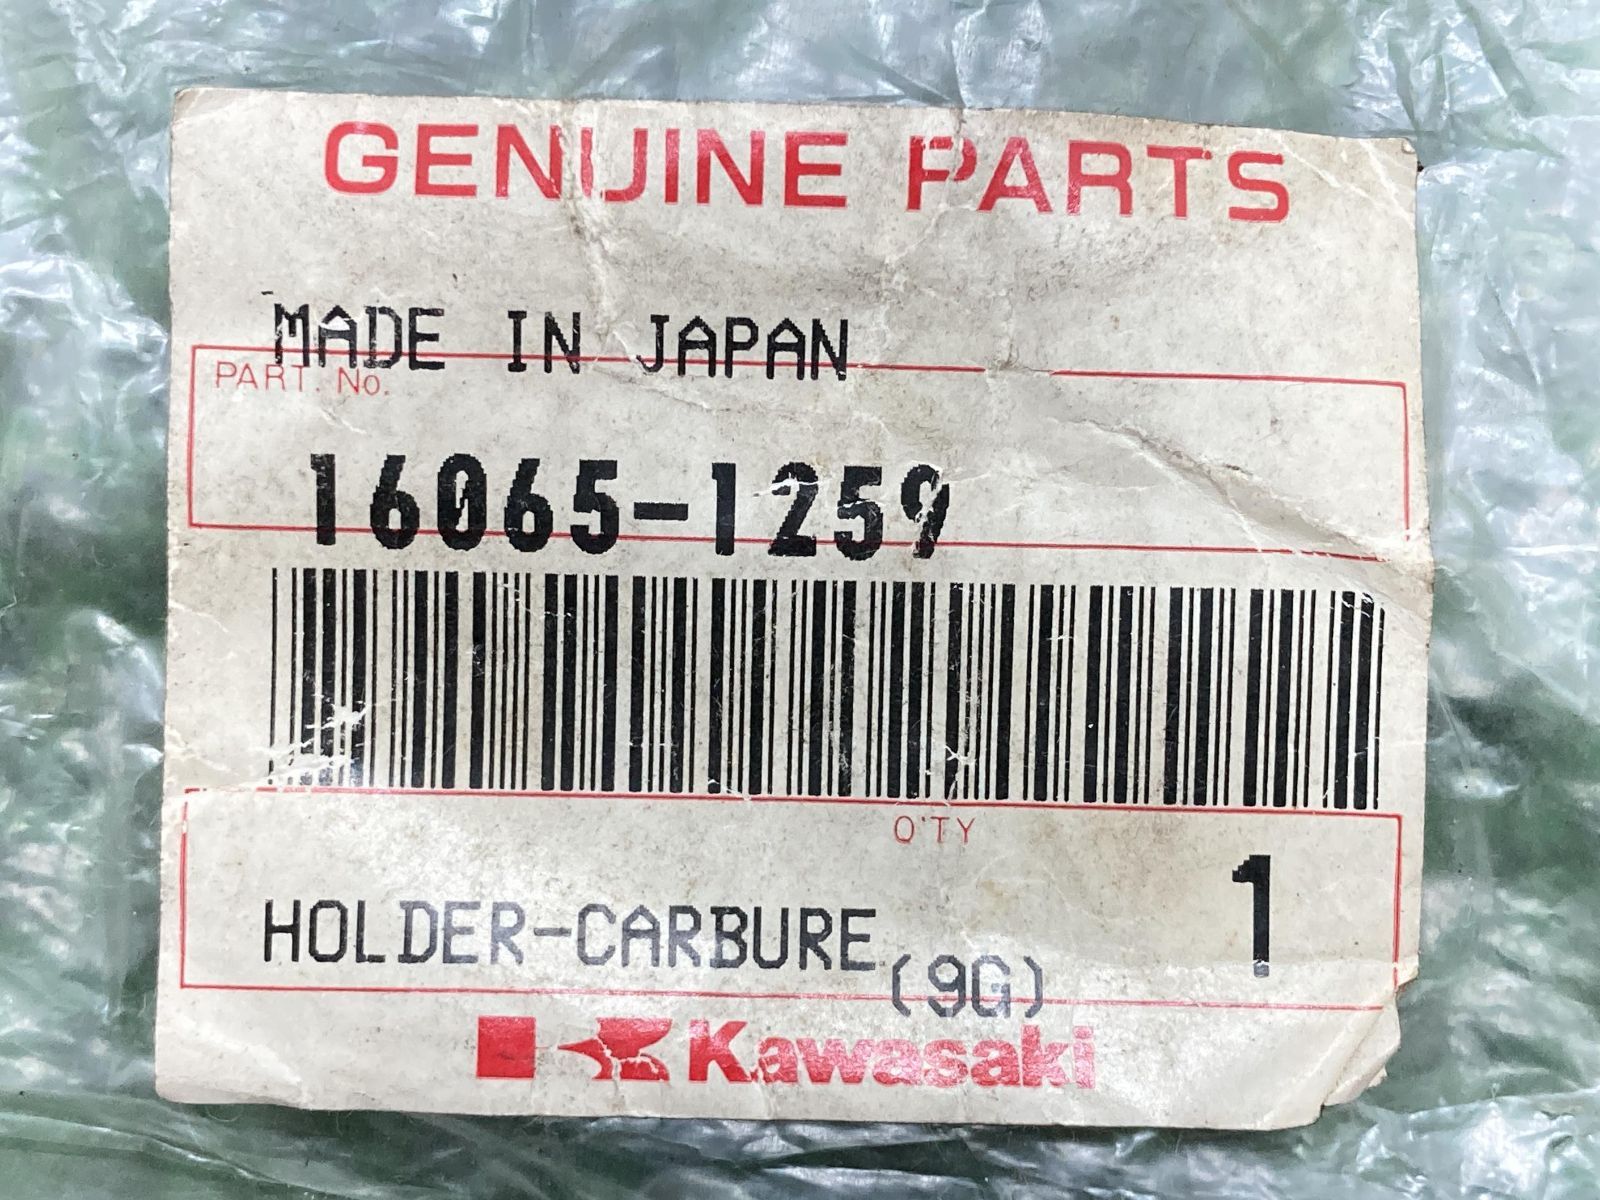 GENUINE PARTS
MADE IN JAPAN
PART. No.
16065-1259
Q'TY
HOLDER-CARBURE
1
(9G)
Kawasaki